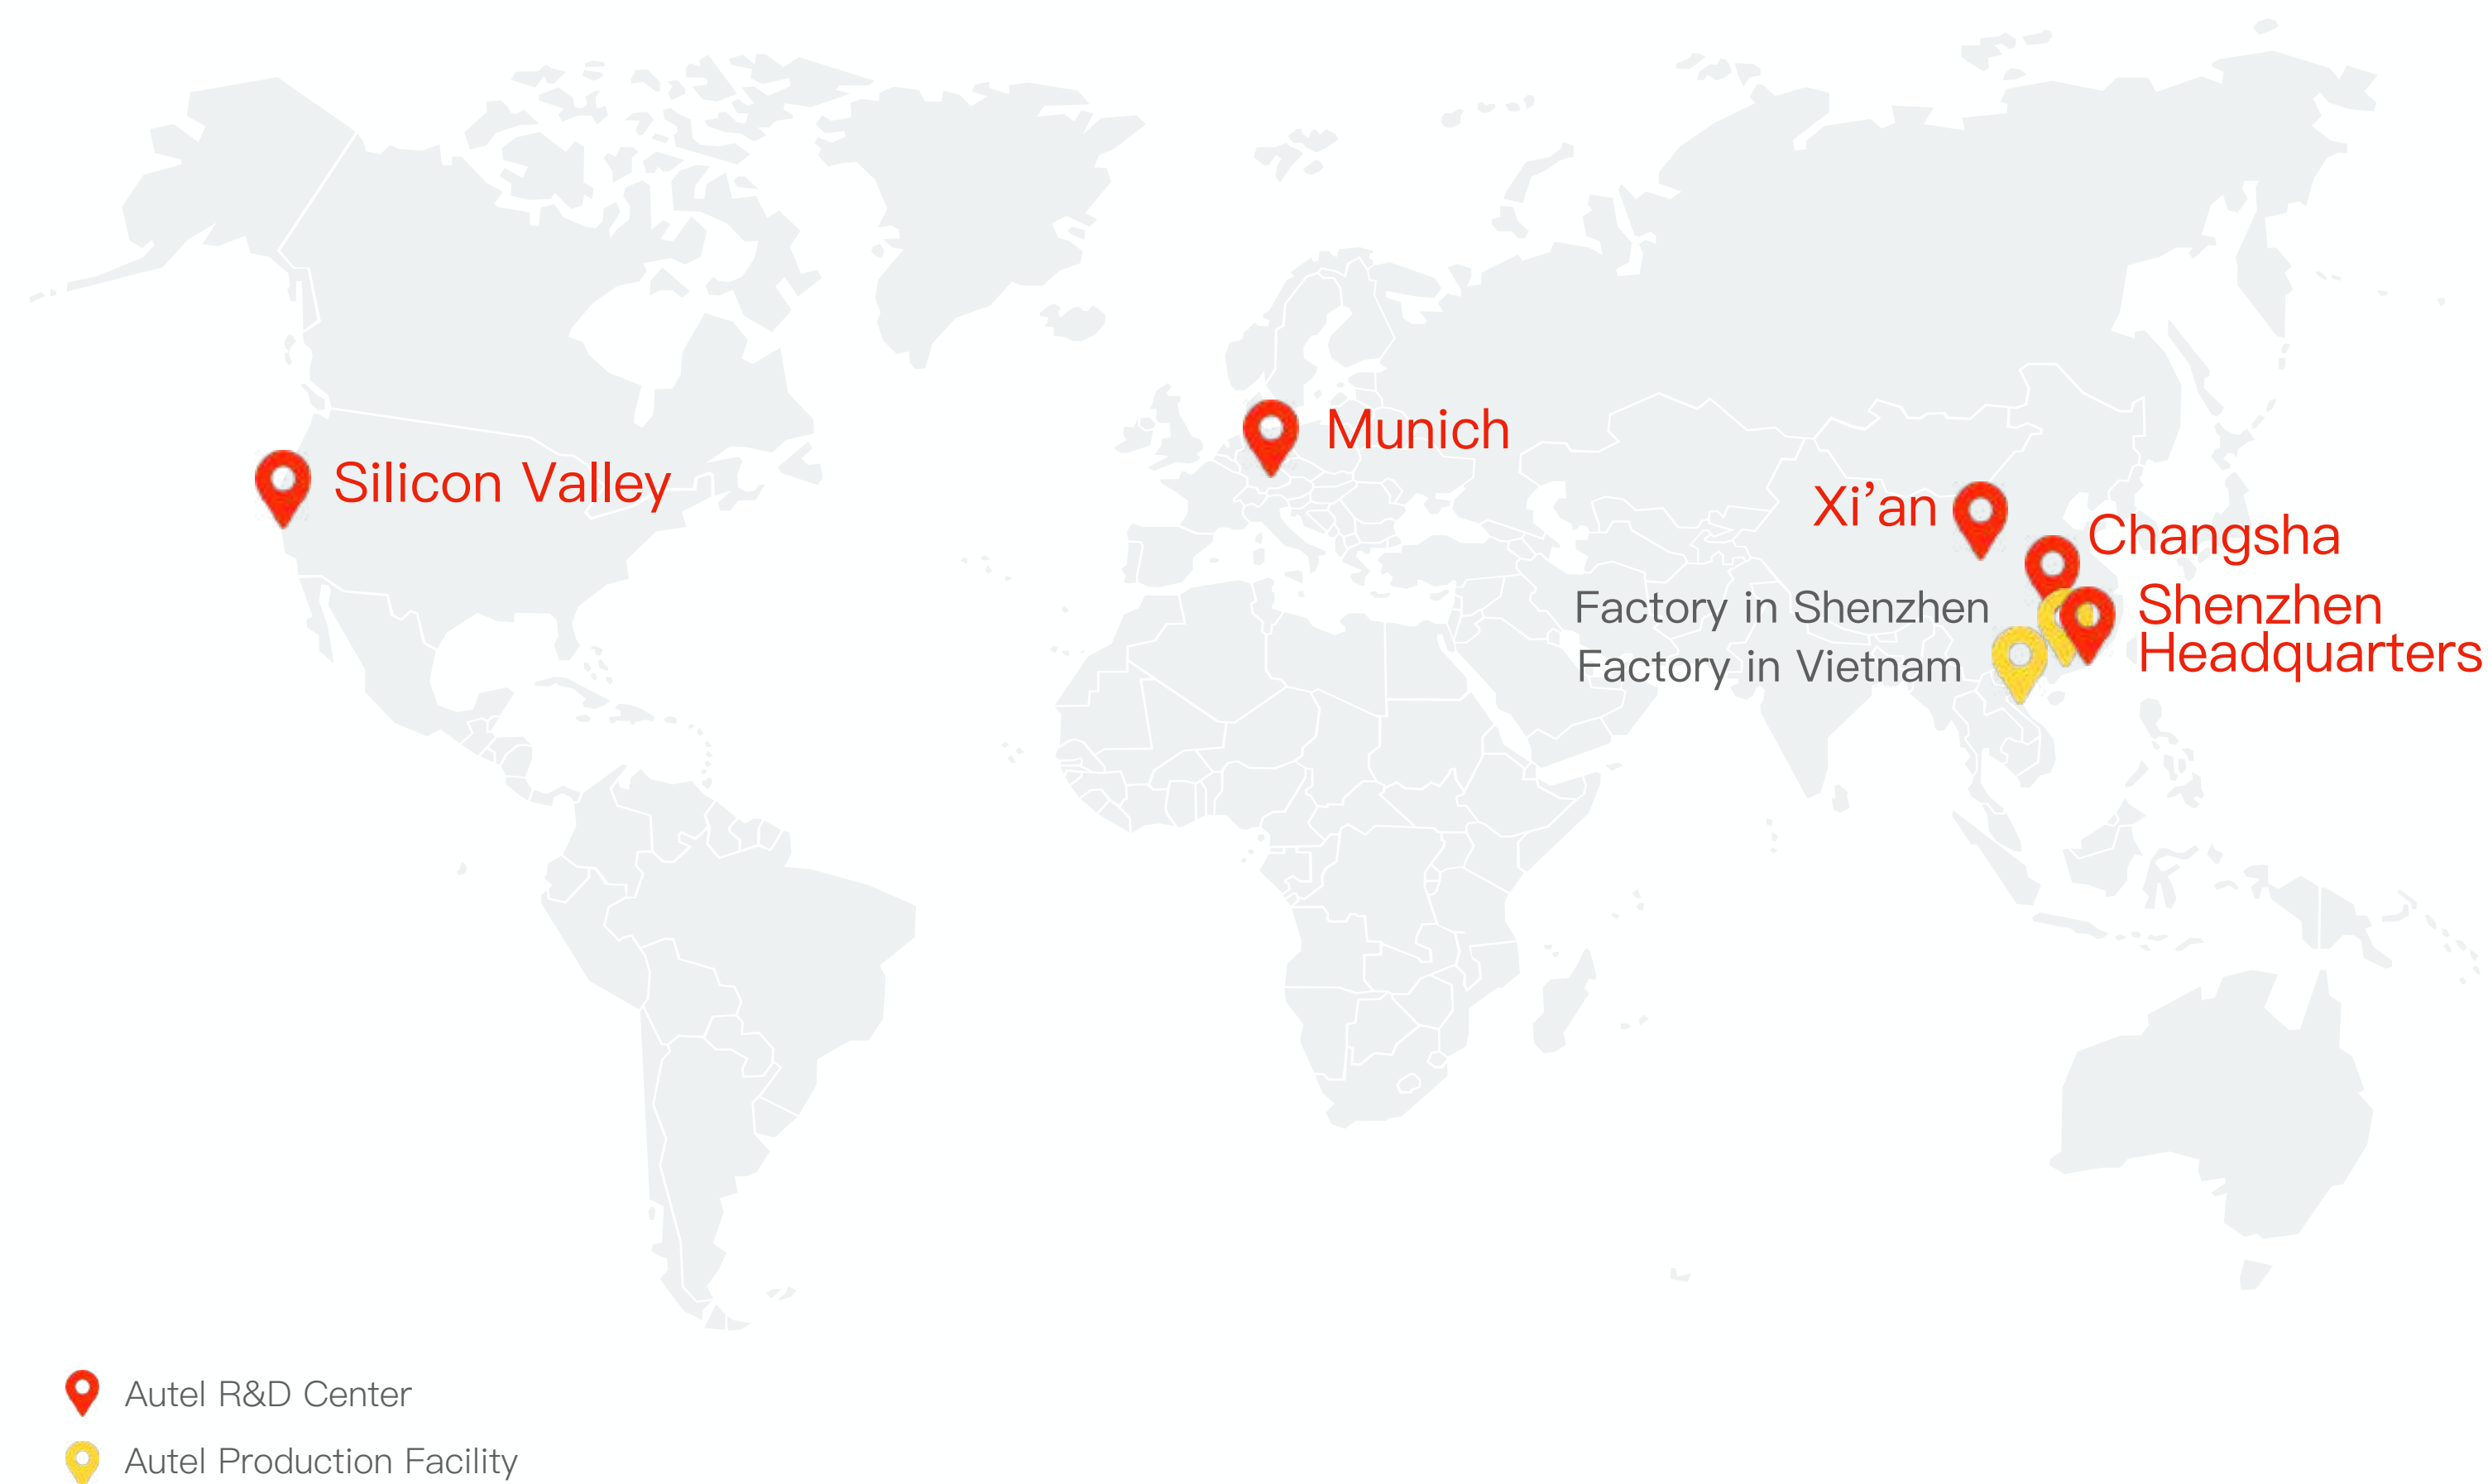 Munich
Silicon Valley
Xi’an
Changsha
Factory in Shenzhen
Shenzhen
Headquarters
Factory in Vietnam
Autel R&D Center
Autel Production Facility